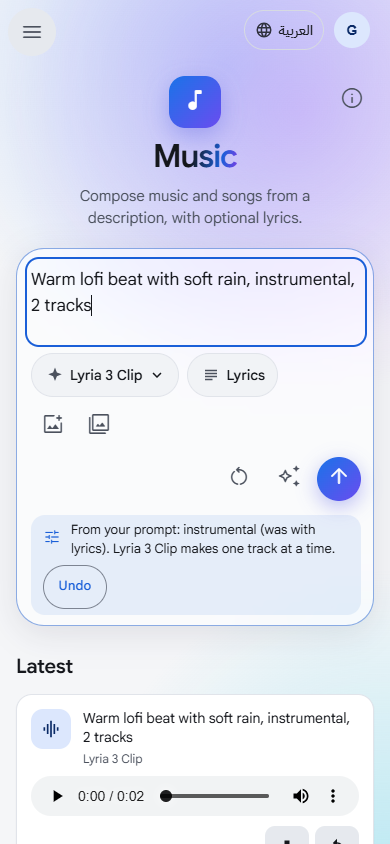 العربية
G
Music
Compose music and songs from a
description, with optional lyrics.
Warm lofi beat with soft rain, instrumental,
2 tracks
Lyria 3 Clip
Lyrics
From your prompt: instrumental (was with
lyrics). Lyria 3 Clip makes one track at a time.
Undo
Latest
Warm lofi beat with soft rain, instrumental,
2 tracks
Lyria 3 Clip
0:00 / 0:02